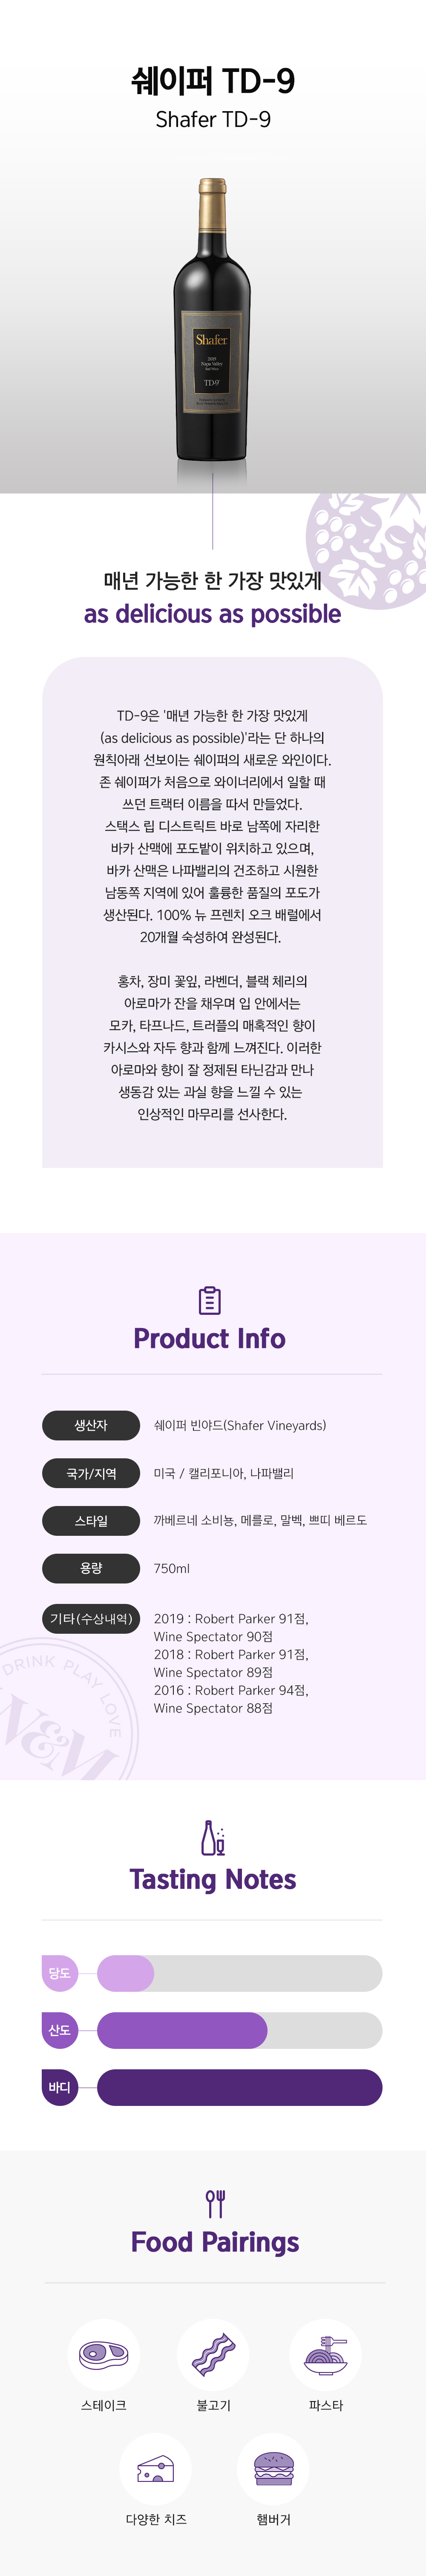 쉐이퍼 TD-9
Shafer TD-9
Shafer
2019
Napa Valley
Red Wine
TD-9
매년 가능한 한 가장 맛있게
as delicious as possible
TD-9은 '매년 가능한 한 가장 맛있게
(as delicious as possible)'라는 단 하나의
원칙아래 선보이는 쉐이퍼의 새로운 와인이다.
존 쉐이퍼가 처음으로 와이너리에서 일할 때
쓰던 트랙터 이름을 따서 만들었다.
스택스 립 디스트릭트 바로 남쪽에 자리한
바카 산맥에 포도밭이 위치하고 있으며,
바카 산맥은 나파밸리의 건조하고 시원한
남동쪽 지역에 있어 훌륭한 품질의 포도가
생산된다. 100% 뉴 프렌치 오크 배럴에서
20개월 숙성하여 완성된다.
홍차, 장미 꽃잎, 라벤더, 블랙 체리의
아로마가 잔을 채우며 입 안에서는
모카, 타프나드, 트러플의 매혹적인 향이
카시스와 자두 향과 함께 느껴진다. 이러한
아로마와 향이 잘 정제된 타닌감과 만나
생동감 있는 과실 향을 느낄 수 있는
인상적인 마무리를 선사한다.
Product Info
생산자 쉐이퍼 빈야드(Shafer Vineyards)
국가/지역 미국 / 캘리포니아, 나파밸리
스타일 까베르네 소비뇽, 메를로, 말벡, 쁘띠 베르도
용량 750ml
기타(수상내역) 2019 : Robert Parker 91점,
Wine Spectator 90점
2018 : Robert Parker 91점,
Wine Spectator 89점
2016 : Robert Parker 94점,
Wine Spectator 88점
DRINK PLAY LOVE
W&M
Tasting Notes
당도
산도
바디
Food Pairings
스테이크 불고기 파스타
다양한 치즈 햄버거